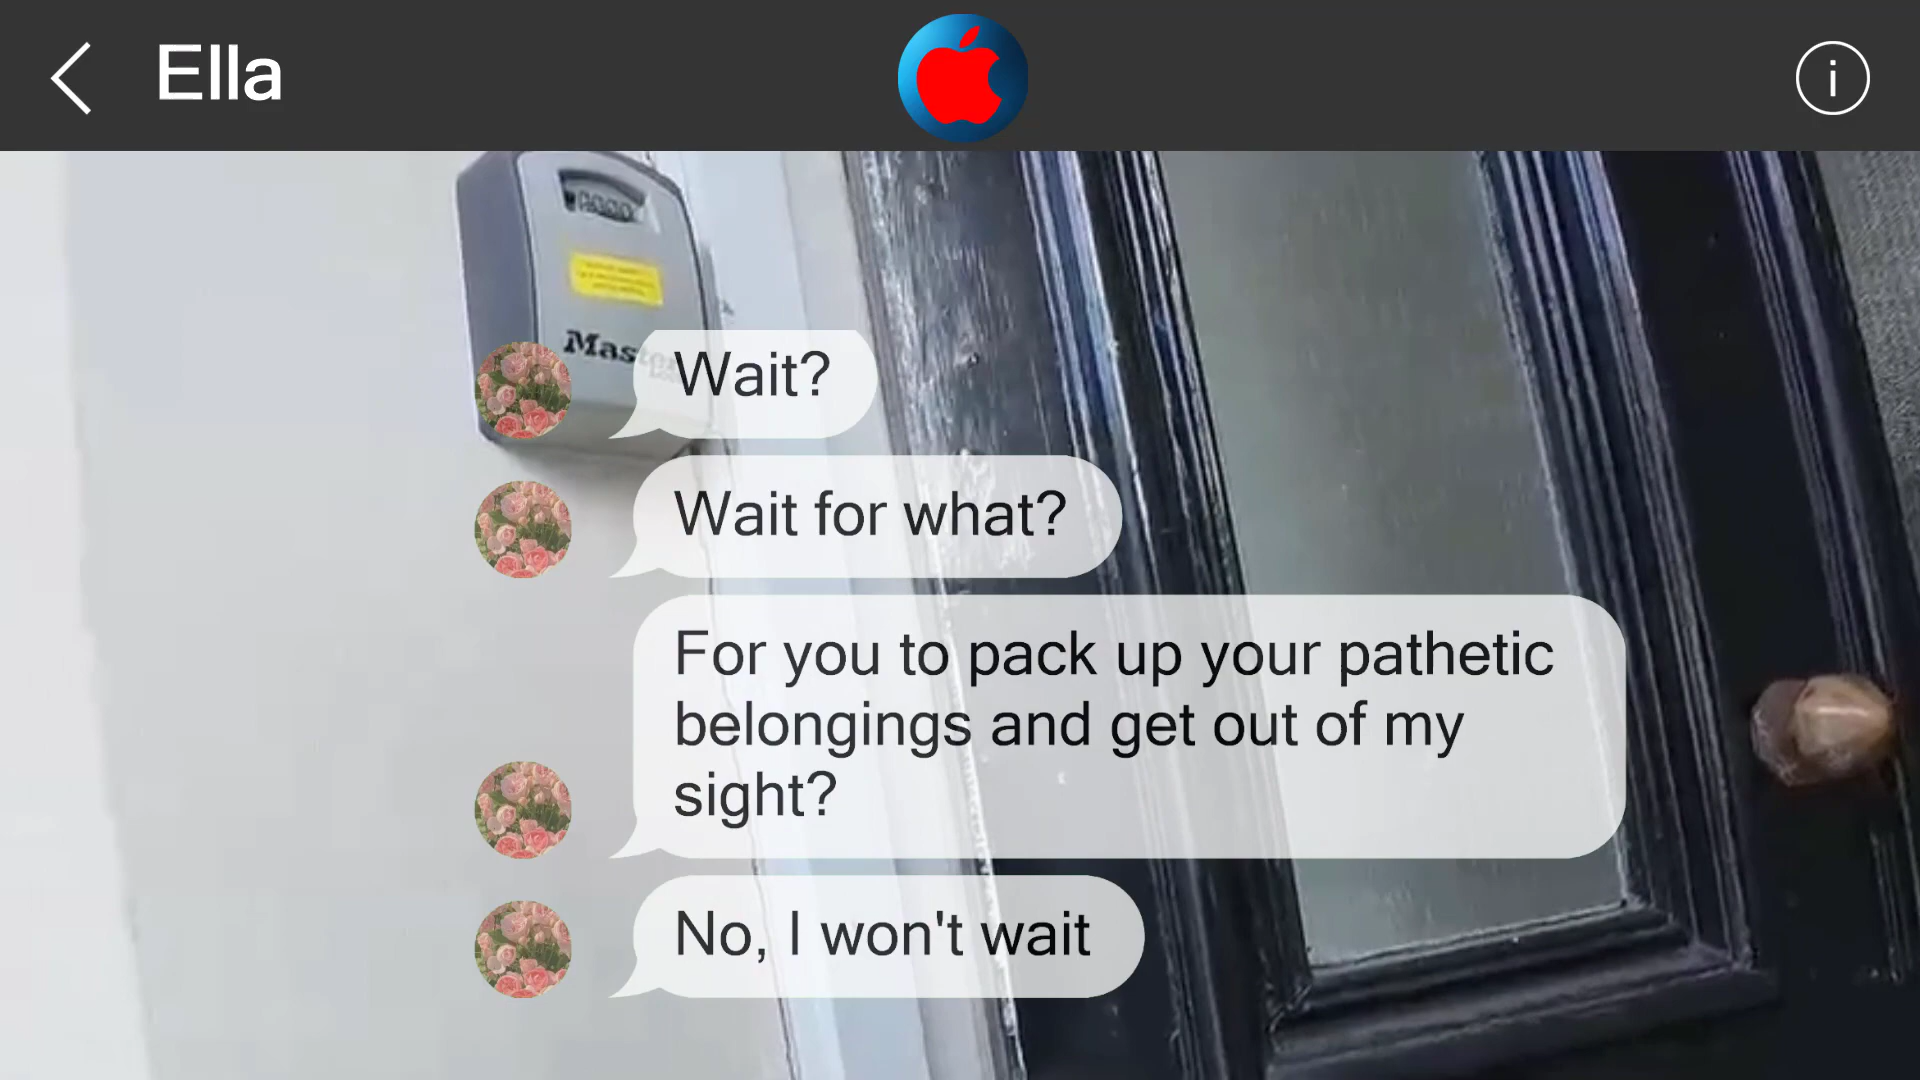 Ella
Wait?
Wait for what?
For you to pack up your pathetic
belongings and get out of my
sight?
No, I won't wait